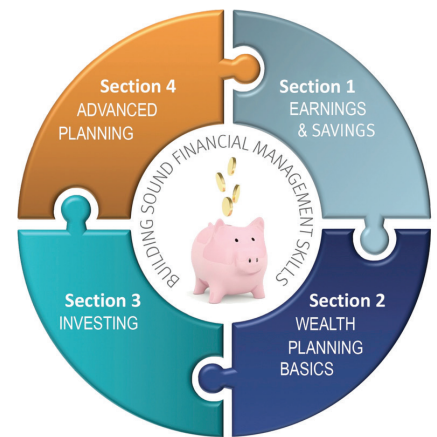 Section 1
EARNINGS
& SAVINGS
Section 2
WEALTH
PLANNING
BASICS
Section 3
INVESTING
Section 4
ADVANCED
PLANNING
BUILDING SOUND FINANCIAL MANAGEMENT SKILLS